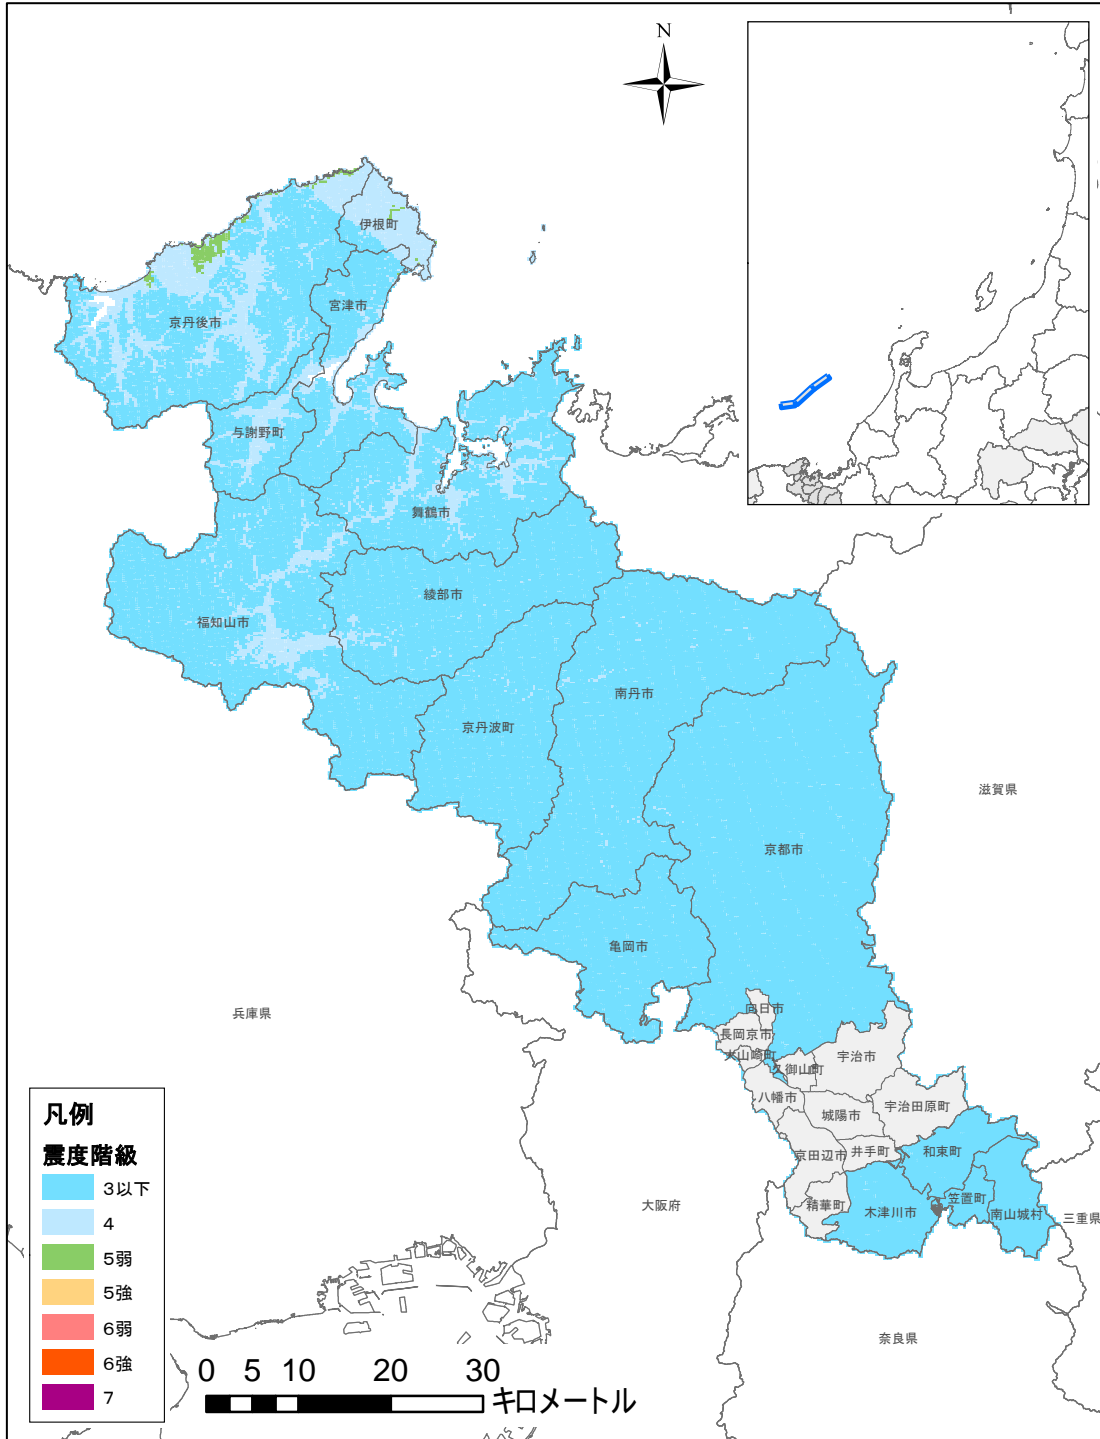 N
伊根町
宮津市
京丹後市
与謝野町
舞鶴市
綾部市
福知山市
南丹市
京丹波町
滋賀県
京都市
亀岡市
兵庫県
向日市
長岡京市
大山崎町
久御山町
宇治市
八幡市
城陽市
宇治田原町
京田辺市
井手町
和束町
精華町
木津川市
笠置町
南山城村
大阪府
三重県
奈良県
凡例
震度階級
3以下
4
5弱
5強
6弱
6強
7
0 5 10 20 30
キロメートル